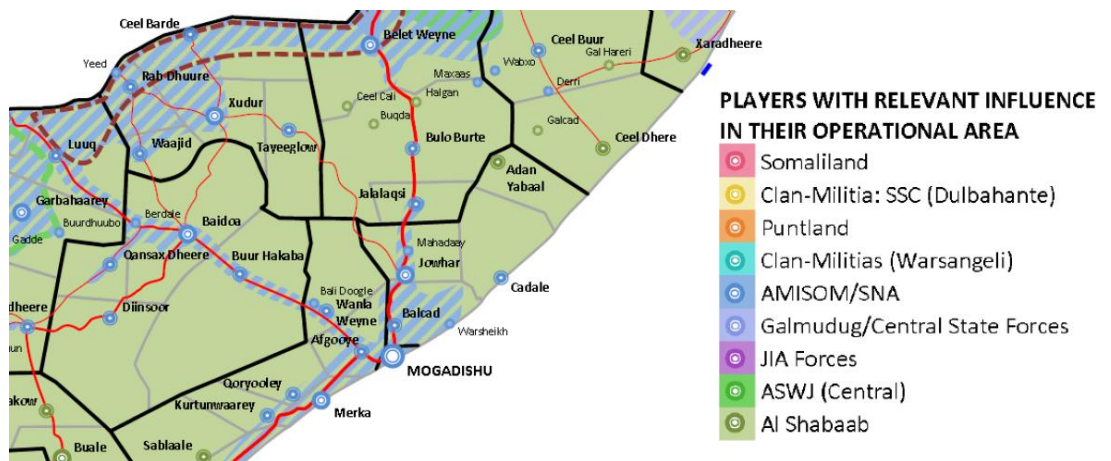 Ceel Barde
Belet Weyne
Ceel Buur
Gal Hareri
Xaradheere
Yeed
Rab Dhuure
Wabxo
Maxaas
Derri
Xudur
Ceel Cali
Halgan
Buqda
Galcad
Luuq
Waajid
Tayeeglow
Bulo Burte
Ceel Dhere
Adan
Yabaal
Garbahaarey
Berdale
Jalalaqsi
Buurdhuubo
Baidoa
Gadde
Qansax Dheere
Buur Hakaba
Mahadaay
Jowhar
Cadale
Bali Doogle
dheere
Diinsoor
Wanla
Weyne
Balcad
Warsheikh
un
Afgooye
MOGADISHU
Qoryooley
akow
Kurtunwaarey
Merka
Buale
Sablaale
PLAYERS WITH RELEVANT INFLUENCE
IN THEIR OPERATIONAL AREA
Somaliland
Clan-Militia: SSC (Dulbahante)
Puntland
Clan-Militias (Warsangeli)
AMISOM/SNA
Galmudug/Central State Forces
JIA Forces
ASWJ (Central)
Al Shabaab